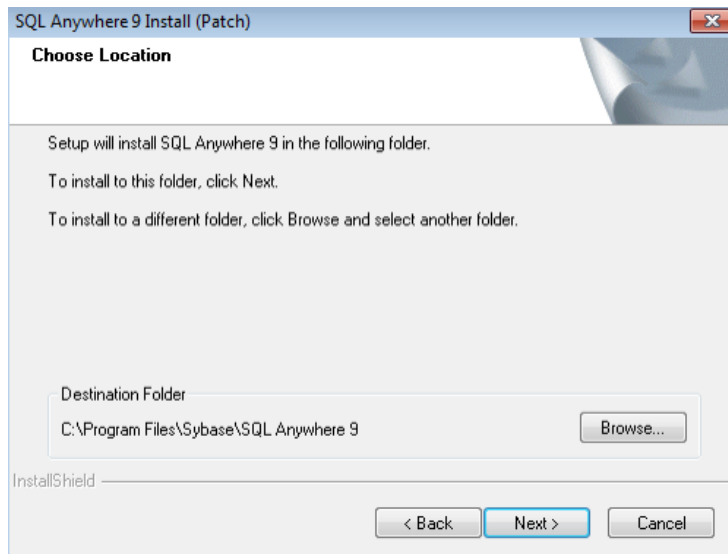 SQL Anywhere 9 Install (Patch)
Choose Location
Setup will install SQL Anywhere 9 in the following folder.
To install to this folder, click Next.
To install to a different folder, click Browse and select another folder.
Destination Folder
C:\Program Files\Sybase\SQL Anywhere 9
Browse...
InstallShield
< Back
Next >
Cancel